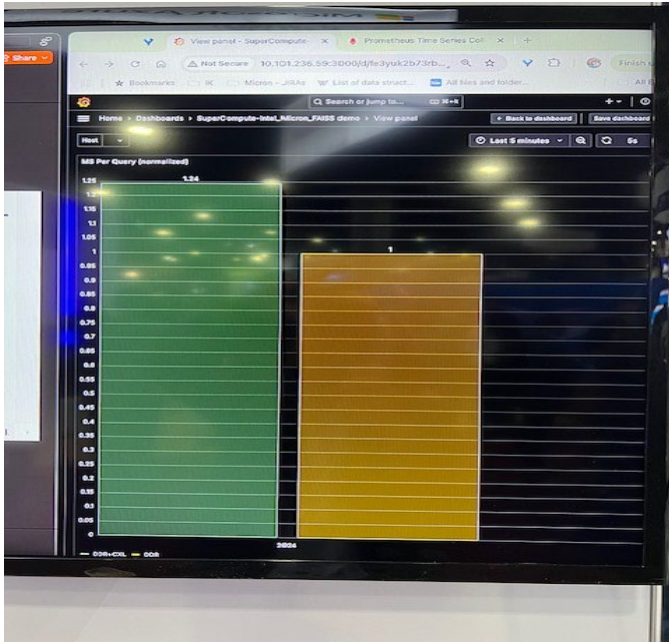 Share
View panel - SuperCompute-
Prometheus Time Series Coll
Not Secure 10.101.236.59:3000/d/fe3yuk2b73rb...
Finish u
Bookmarks
IK
Micron - JIRAs
List of data struct...
All files and folder...
All B
Search or jump to...
⌘+k
Home > Dashboards > SuperCompute-Intel_Micron_FAISS demo > View panel
Back to dashboard
Save dashboard
Host
Last 5 minutes
5s
MS Per Query (normalized)
1.25
1.24
1.2
1.15
1.1
1.05
1
1
0.95
0.9
0.85
0.8
0.75
0.7
0.65
0.6
0.55
0.5
0.45
0.4
0.35
0.3
0.25
0.2
0.15
0.1
0.05
0
2024
DDR+CXL
DDR